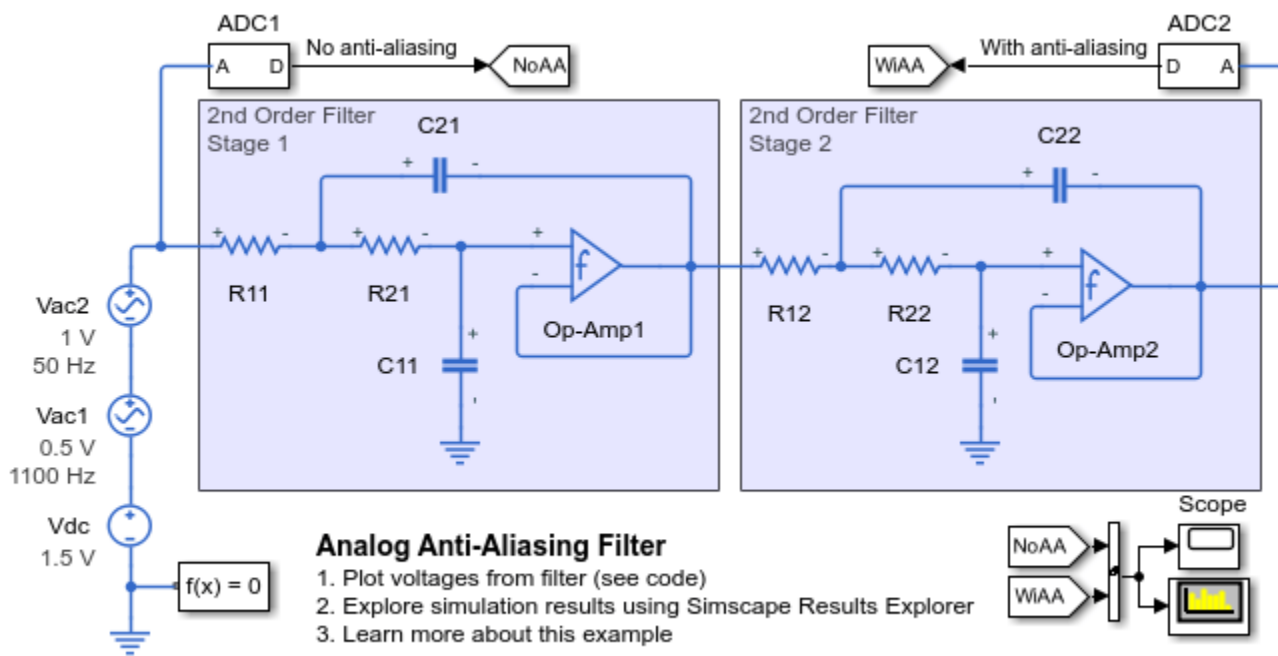 ADC1
ADC2
A D
No anti-aliasing
NoAA
WiAA
With anti-aliasing
D A
2nd Order Filter
Stage 1
2nd Order Filter
Stage 2
C21
C22
+ -
+ -
+ - + - +
-
+ - + - +
-
R11
R21
Op-Amp1
R12
R22
Op-Amp2
C11
+
-
C12
+
-
Vac2
1 V
50 Hz
Vac1
0.5 V
1100 Hz
Vdc
1.5 V
f(x) = 0
Analog Anti-Aliasing Filter
1. Plot voltages from filter (see code)
2. Explore simulation results using Simscape Results Explorer
3. Learn more about this example
Scope
NoAA
WiAA